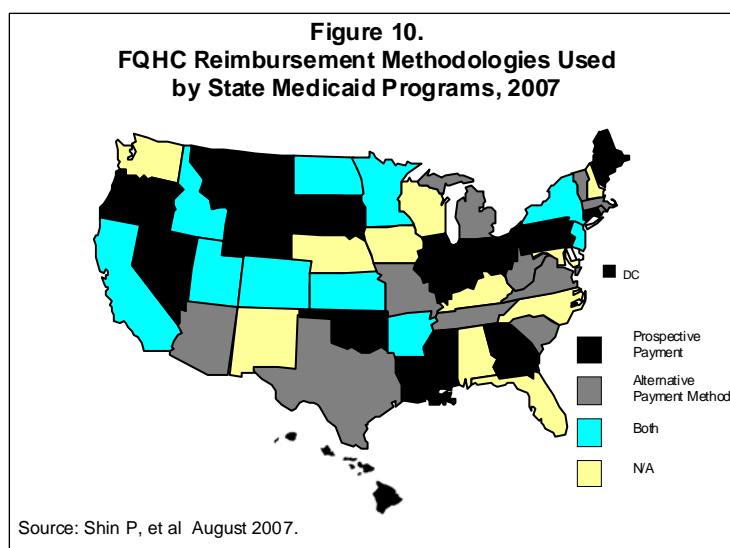 Figure 10.
FQHC Reimbursement Methodologies Used
by State Medicaid Programs, 2007
DC
Prospective
Payment
Alternative
Payment Method
Both
N/A
Source: Shin P, et al August 2007.